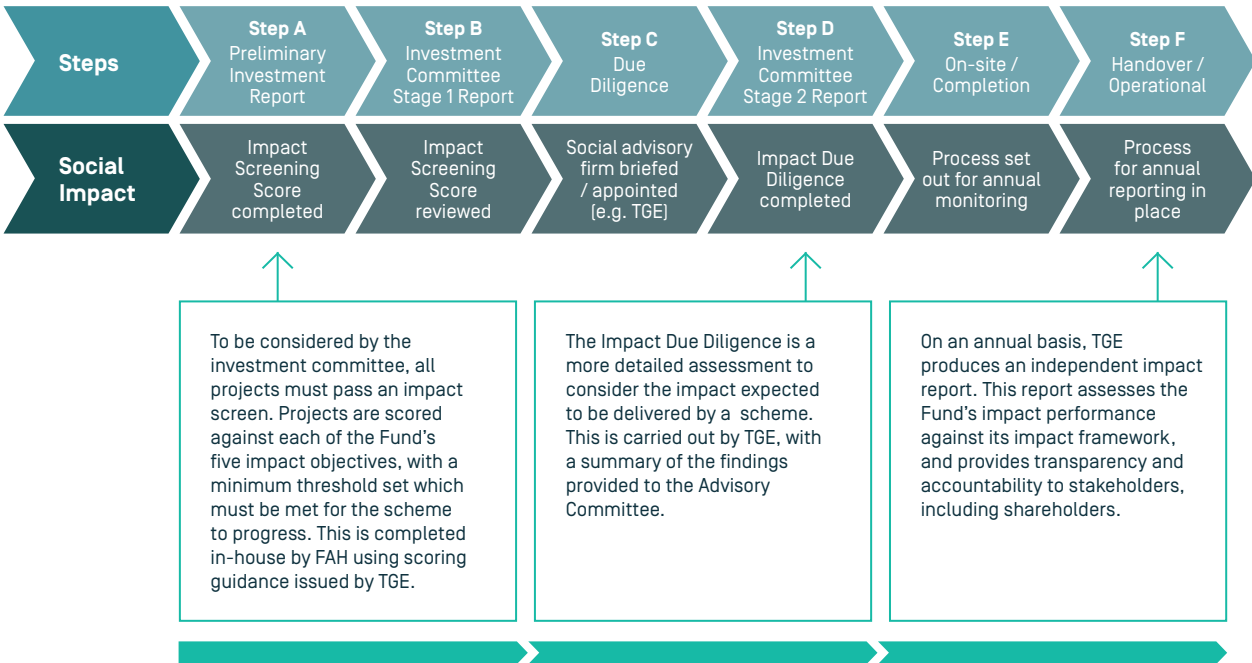 Steps
Step A
Preliminary
Investment
Report
Step B
Investment
Committee
Stage 1 Report
Step C
Due
Diligence
Step D
Investment
Committee
Stage 2 Report
Step E
On-site /
Completion
Step F
Handover /
Operational
Social
Impact
Impact
Screening
Score
completed
Impact
Screening
Score
reviewed
Social advisory
firm briefed
/ appointed
(e.g. TGE)
Impact Due
Diligence
completed
Process set
out for annual
monitoring
Process
for annual
reporting in
place
To be considered by the
investment committee, all
projects must pass an impact
screen. Projects are scored
against each of the Fund's
five impact objectives, with a
minimum threshold set which
must be met for the scheme
to progress. This is completed
in-house by FAH using scoring
guidance issued by TGE.
The Impact Due Diligence is a
more detailed assessment to
consider the impact expected
to be delivered by a scheme.
This is carried out by TGE, with
a summary of the findings
provided to the Advisory
Committee.
On an annual basis, TGE
produces an independent impact
report. This report assesses the
Fund's impact performance
against its impact framework,
and provides transparency and
accountability to stakeholders,
including shareholders.